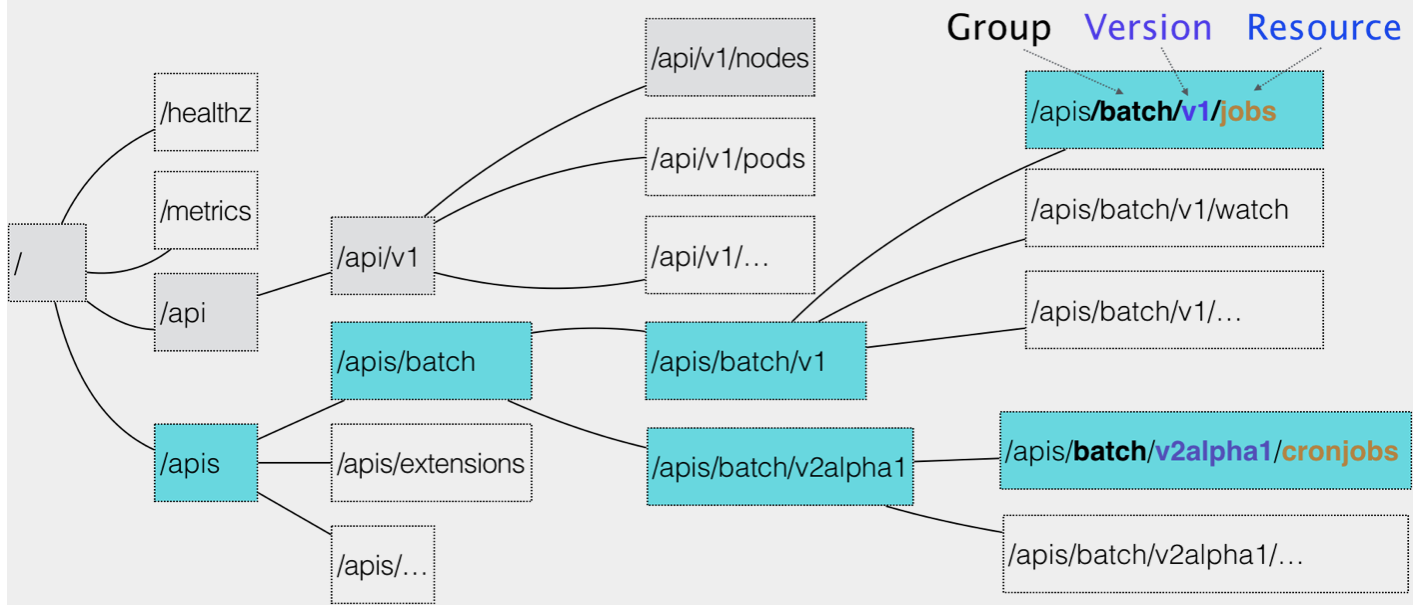 Group Version Resource
/
/healthz
/metrics
/api
/apis
/api/v1
/apis/batch
/apis/extensions
/apis/…
/api/v1/nodes
/api/v1/pods
/api/v1/…
/apis/batch/v1
/apis/batch/v2alpha1
/apis/batch/v1/jobs
/apis/batch/v1/watch
/apis/batch/v1/…
/apis/batch/v2alpha1/cronjobs
/apis/batch/v2alpha1/…